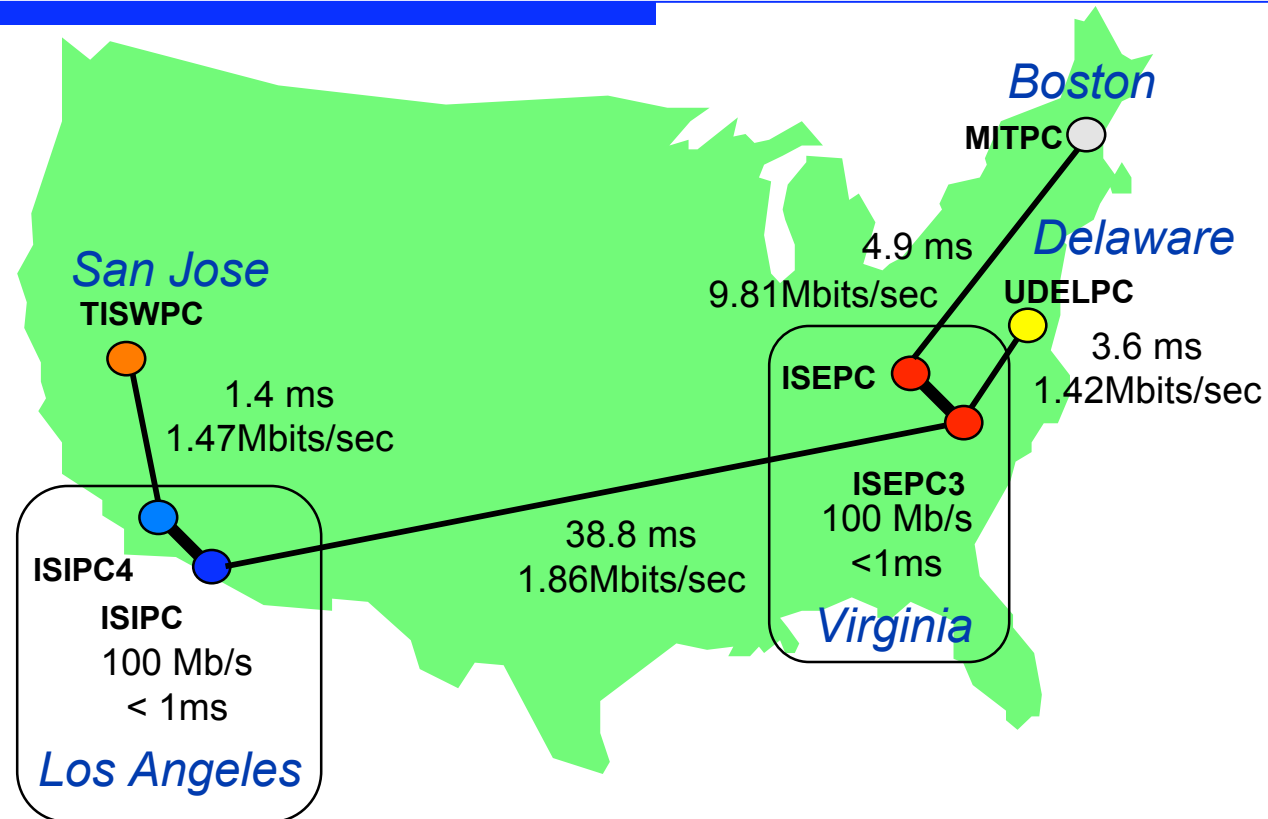 Boston
MITPC
4.9 ms
9.81Mbits/sec
Delaware
UDELPC
3.6 ms
1.42Mbits/sec
San Jose
TISWPC
1.4 ms
1.47Mbits/sec
ISEPC
ISEPC3
100 Mb/s
<1ms
Virginia
38.8 ms
1.86Mbits/sec
ISIPC4
ISIPC
100 Mb/s
< 1ms
Los Angeles